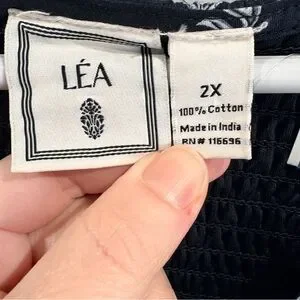 LÉA
2X
100% Cotton
Made in India
RN# 116696